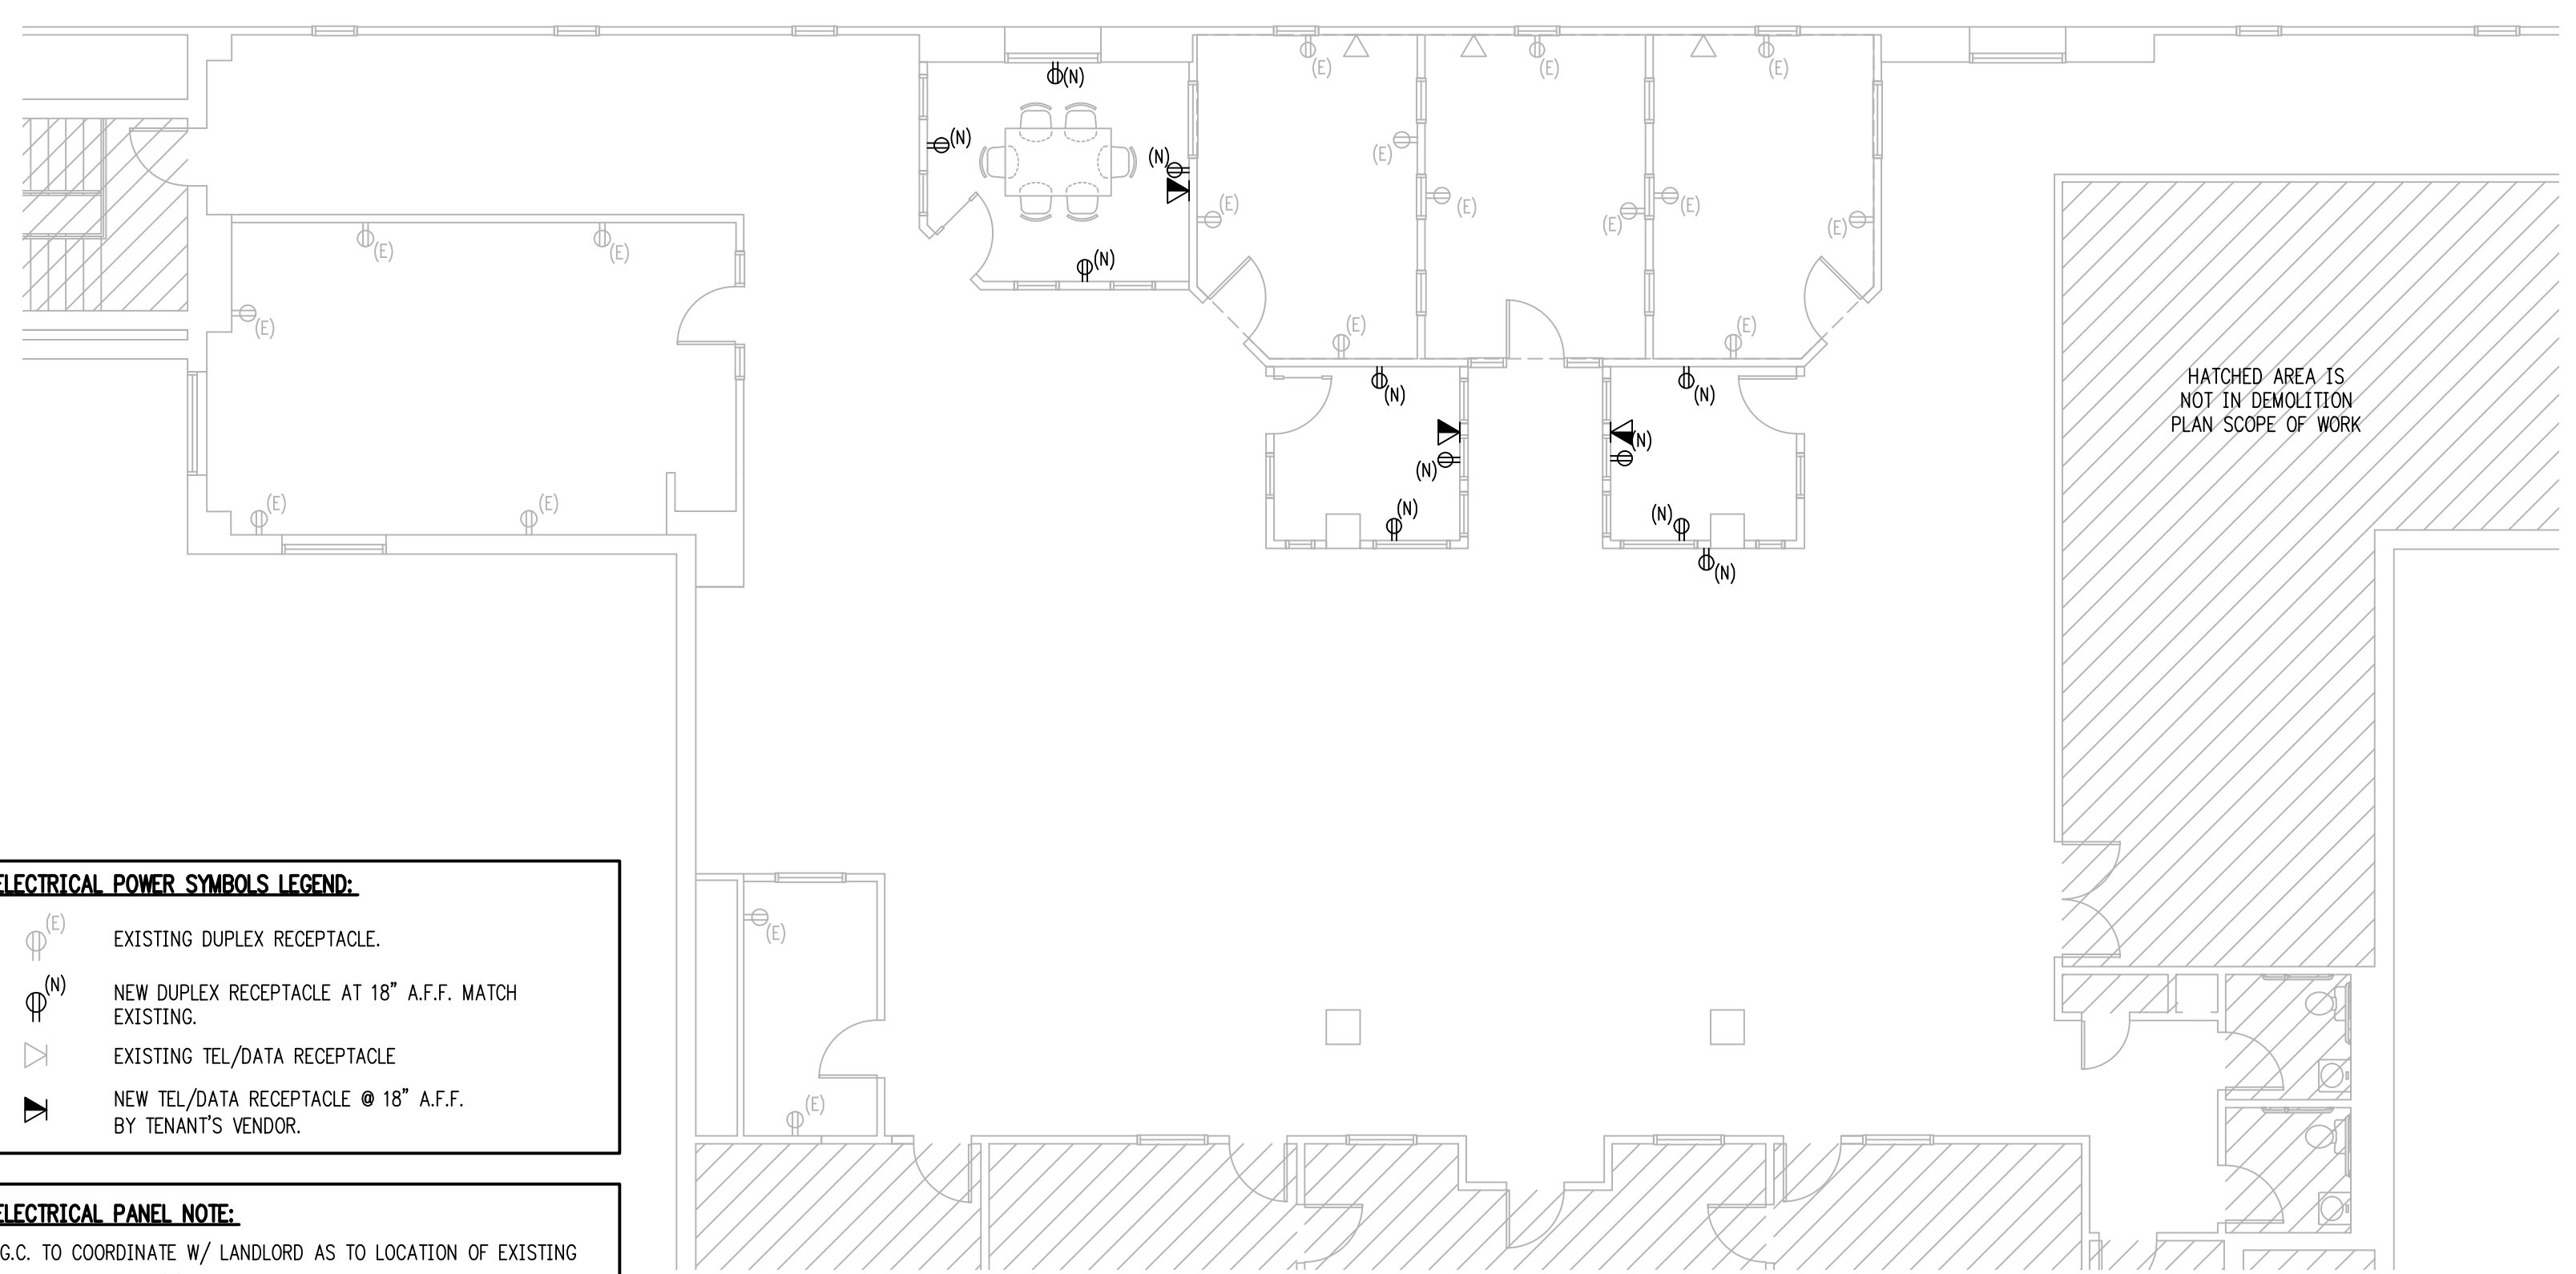 (N)
(E)
(E)
(E)
(N)
(E)
(N)
(E)
(E)
(E)
(E)
(E)
(E)
(E)
(E)
(N)
(E)
(E)
(E)
(N)
(N)
(N)
(N)
(E)
(E)
(N)
(N)
(N)
HATCHED AREA IS
NOT IN DEMOLITION
PLAN SCOPE OF WORK
ELECTRICAL POWER SYMBOLS LEGEND:
(E)
EXISTING DUPLEX RECEPTACLE.
(N)
NEW DUPLEX RECEPTACLE AT 18" A.F.F. MATCH
EXISTING.
EXISTING TEL/DATA RECEPTACLE
NEW TEL/DATA RECEPTACLE @ 18" A.F.F.
BY TENANT'S VENDOR.
(E)
(E)
ELECTRICAL PANEL NOTE:
G.C. TO COORDINATE W/ LANDLORD AS TO LOCATION OF EXISTING